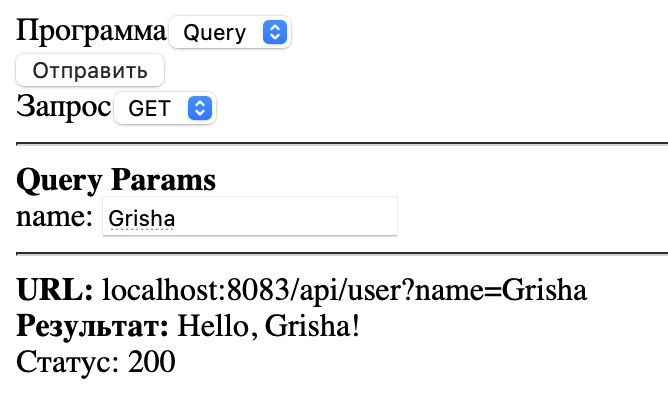 Программа Query
Отправить
Запрос GET
Query Params
name: Grisha
URL: localhost:8083/api/user?name=Grisha
Результат: Hello, Grisha!
Статус: 200